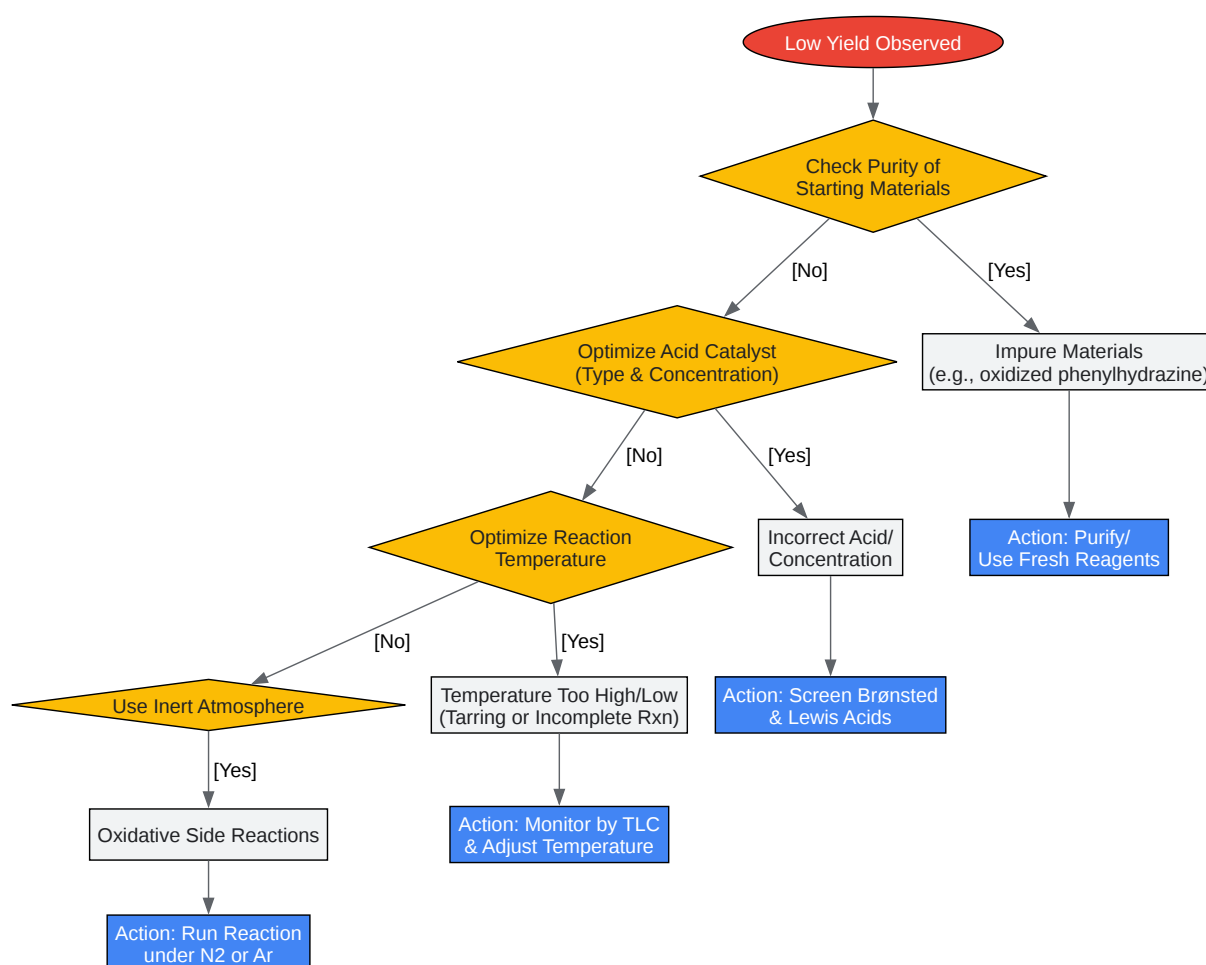 Low Yield Observed
Check Purity of
Starting Materials
[No]
[Yes]
Optimize Acid Catalyst
(Type & Concentration)
Impure Materials
(e.g., oxidized phenylhydrazine)
[No]
[Yes]
Optimize Reaction
Temperature
Incorrect Acid/
Concentration
Action: Purify/
Use Fresh Reagents
[No]
[Yes]
Use Inert Atmosphere
Temperature Too High/Low
(Tarring or Incomplete Rxn)
Action: Screen Brønsted
& Lewis Acids
[Yes]
Oxidative Side Reactions
Action: Monitor by TLC
& Adjust Temperature
Action: Run Reaction
under N2 or Ar